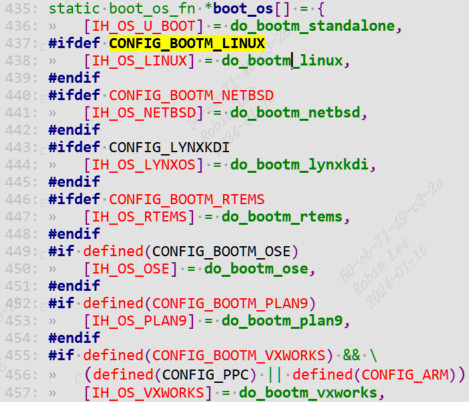 435: static boot_os_fn *boot_os[] = {
436: » [IH_OS_U_BOOT] = do_bootm_standalone,
437: #ifdef CONFIG_BOOTM_LINUX
438: » [IH_OS_LINUX] = do_bootm_linux,
439: #endif
440: #ifdef CONFIG_BOOTM_NETBSD
441: » [IH_OS_NETBSD] = do_bootm_netbsd,
442: #endif
443: #ifdef CONFIG_LYNXKDI
444: » [IH_OS_LYNXOS] = do_bootm_lynxkdi,
445: #endif
446: #ifdef CONFIG_BOOTM_RTEMS
447: » [IH_OS_RTEMS] = do_bootm_rtems,
448: #endif
449: #if defined(CONFIG_BOOTM_OSE)
450: » [IH_OS_OSE] = do_bootm_ose,
451: #endif
452: #if defined(CONFIG_BOOTM_PLAN9)
453: » [IH_OS_PLAN9] = do_bootm_plan9,
454: #endif
455: #if defined(CONFIG_BOOTM_VXWORKS) && \
456: » (defined(CONFIG_PPC) || defined(CONFIG_ARM))
457: » [IH_OS_VXWORKS] = do_bootm_vxworks,
60-eb-71-49-c3-2a
Robin Lee
2024-01-15